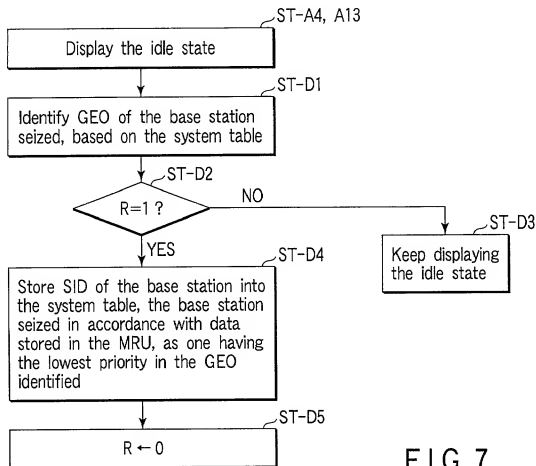 ST-A4, A13
Display the idle state
ST-D1
Identify GEO of the base station
seized, based on the system table
ST-D2
R=1 ?
NO
YES
ST-D3
Keep displaying
the idle state
ST-D4
Store SID of the base station into
the system table, the base station
seized in accordance with data
stored in the MRU, as one having
the lowest priority in the GEO
identified
ST-D5
R ← 0
FIG. 7